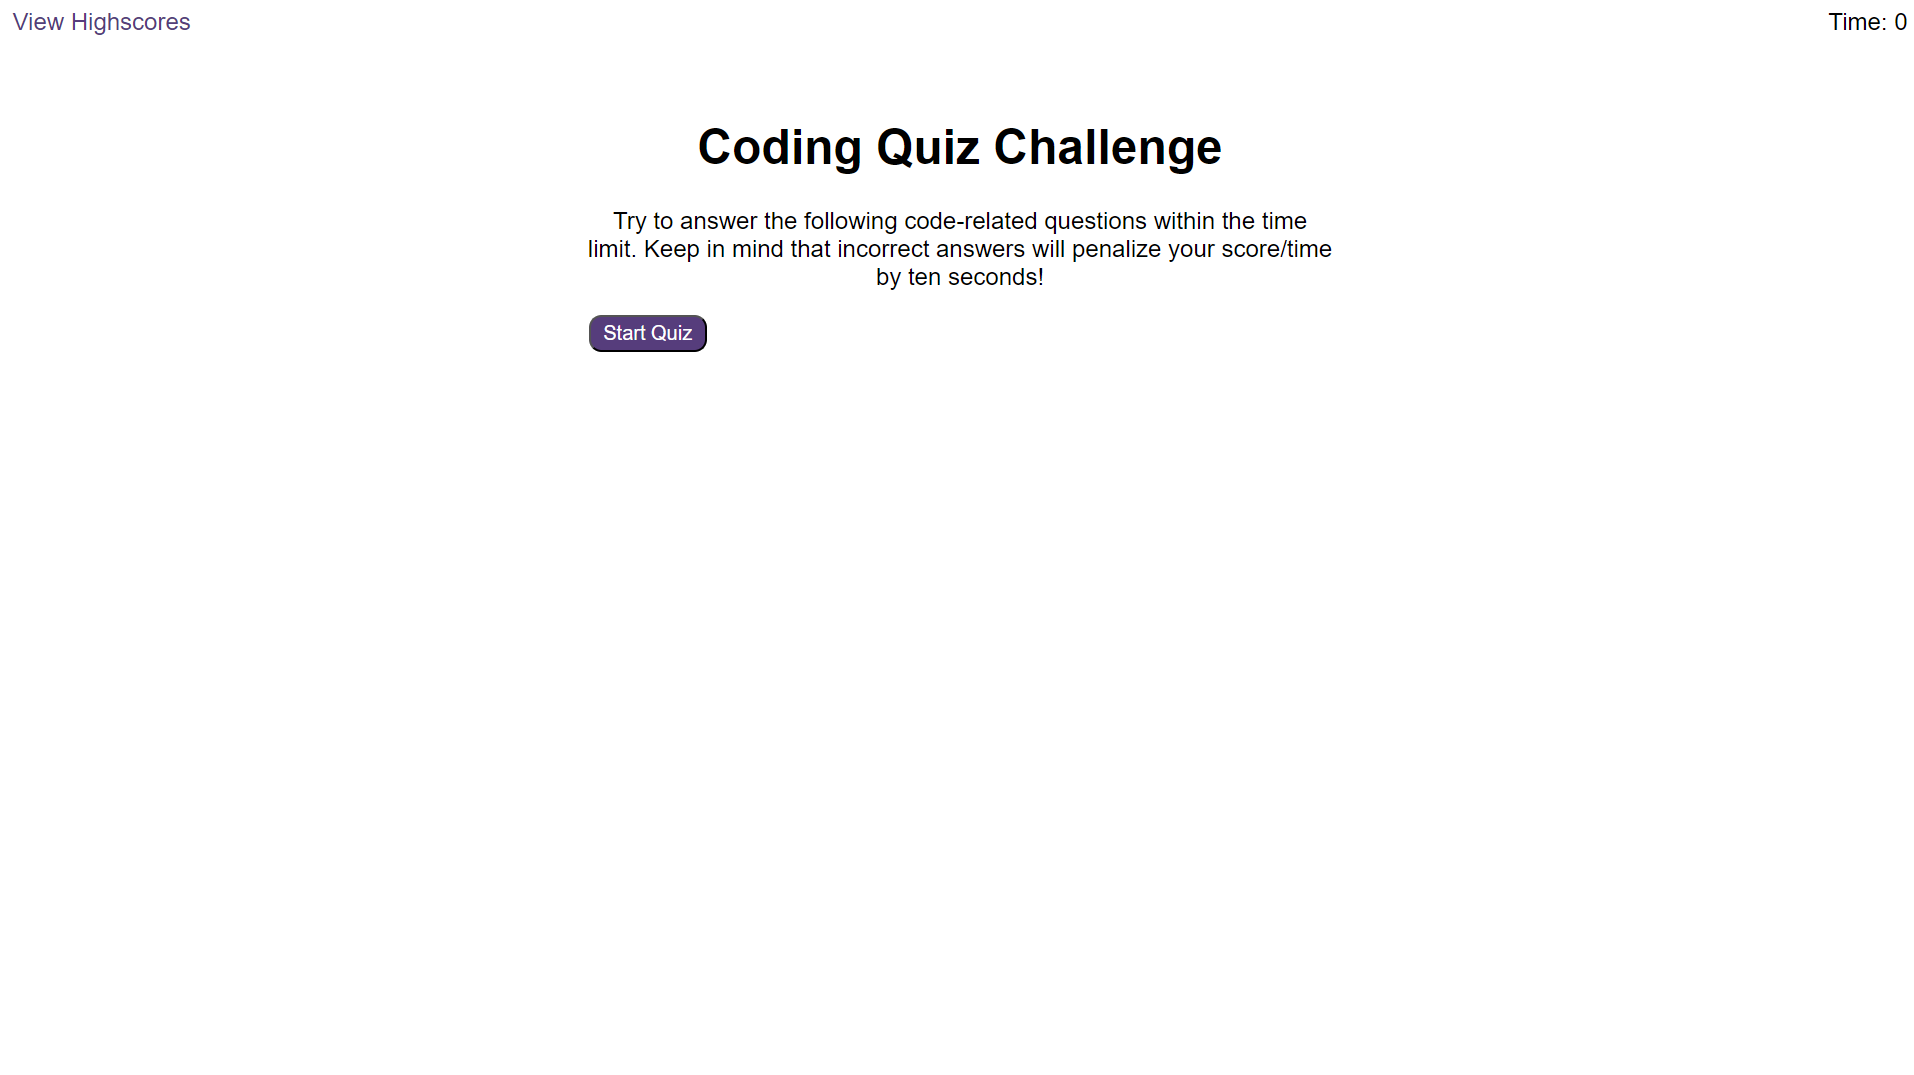 View Highscores
Time: 0
Coding Quiz Challenge
Try to answer the following code-related questions within the time
limit. Keep in mind that incorrect answers will penalize your score/time
by ten seconds!
Start Quiz